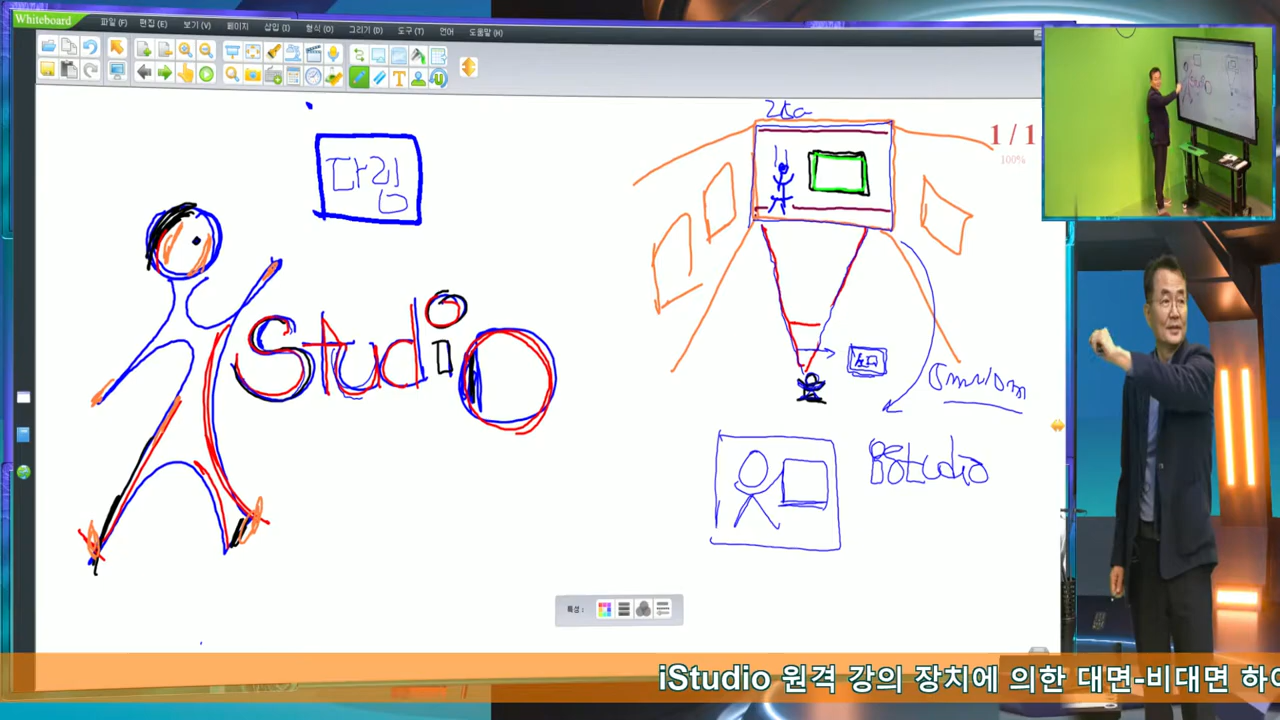 Whiteboard
파일 (F) 편집 (E) 보기 (V) 페이지 삽입 (I) 형식 (O) 그리기 (D) 도구 (T) 언어 도움말 (H)
1 / 1
100%
다림
Studio
iStudio
특성 :
iStudio 원격 강의 장치에 의한 대면-비대면 하이